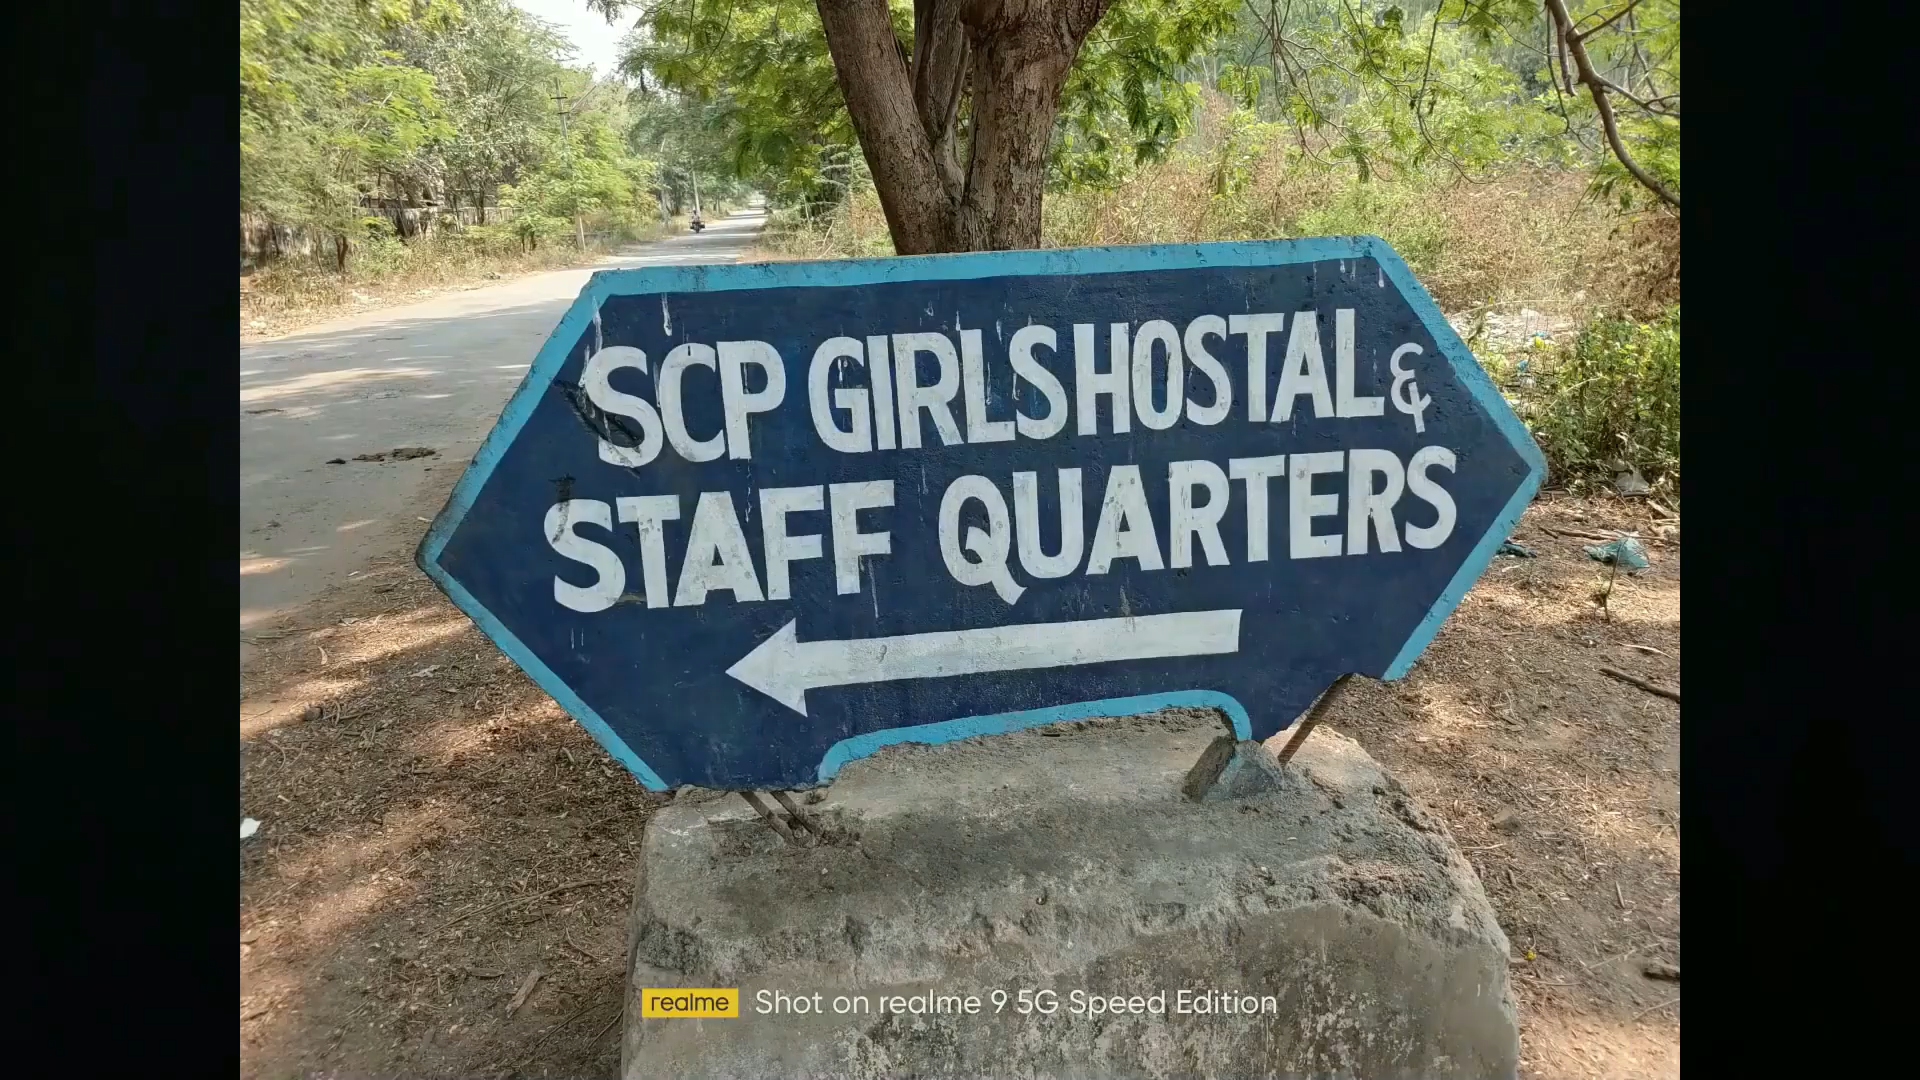 SCP GIRLS HOSTAL &
STAFF QUARTERS
realme Shot on realme 9 5G Speed Edition